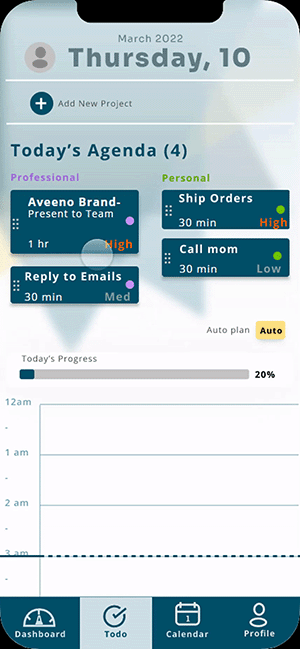 March 2022
Thursday, 10
Add New Project
Today's Agenda (4)
Professional
Personal
Aveeno Brand-
Present to Team
1 hr
High
Ship Orders
30 min
High
Call mom
30 min
Low
Reply to Emails
30 min
Med
Auto plan
Auto
Today's Progress
20%
12am
-
1 am
-
2 am
-
3 am
-
Dashboard
Todo
1
Calendar
Profile